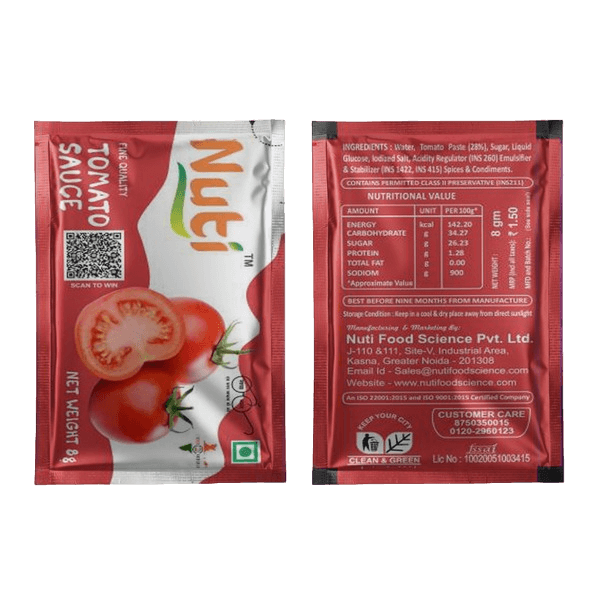 Nuti™
FINE QUALITY
TOMATO
SAUCE
SCAN TO WIN
NET WEIGHT 8g
INGREDIENTS : Water, Tomato Paste (28%), Sugar, Liquid
Glucose, Iodized Salt, Acidity Regulator (INS 260) Emulsifier
& Stabilizer (INS 1422, INS 415) Spices & Condiments.
CONTAINS PERMITTED CLASS II PRESERVATIVE (INS211)
NUTRITIONAL VALUE
AMOUNT UNIT PER 100g*
ENERGY kcal 142.20
CARBOHYDRATE g 34.27
SUGAR g 26.23
PROTEIN g 1.28
TOTAL FAT g 0.00
SODIOM g 900
*Approximate Value
NET WEIGHT : 8 gm
MRP (incl all taxes): ₹ 1.50
MFD and Batch No.: (See side panel)
BEST BEFORE NINE MONTHS FROM MANUFACTURE
Storage Condition : Keep in a cool & dry place away from direct sunlight
Manufacturing & Marketing By:
Nuti Food Science Pvt. Ltd.
J-110 &111, Site-V, Industrial Area,
Kasna, Greater Noida - 201308
Email Id - Sales@nutifoodscience.com
Website - www.nutifoodscience.com
An ISO 22001:2015 and ISO 9001:2015 Certified Company
KEEP YOUR CITY
CLEAN & GREEN
CUSTOMER CARE
8750350015
0120-2960123
fssai
Lic No : 10020051003415